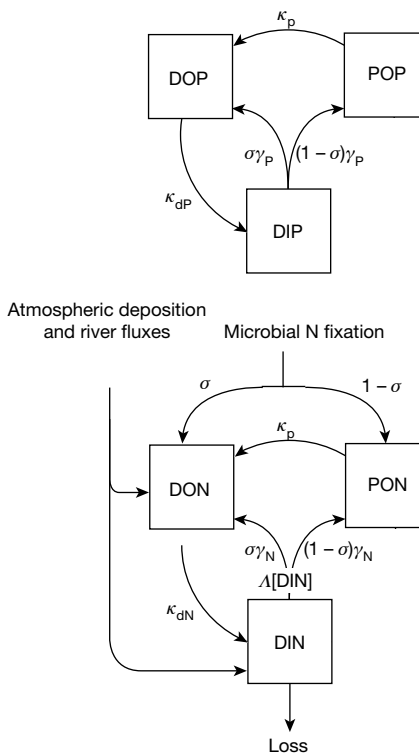 κp
DOP
POP
σγP
(1 − σ)γP
κdP
DIP
Atmospheric deposition
and river fluxes
Microbial N fixation
σ
1 − σ
κp
DON
PON
σγN
(1 − σ)γN
Λ[DIN]
κdN
DIN
Loss